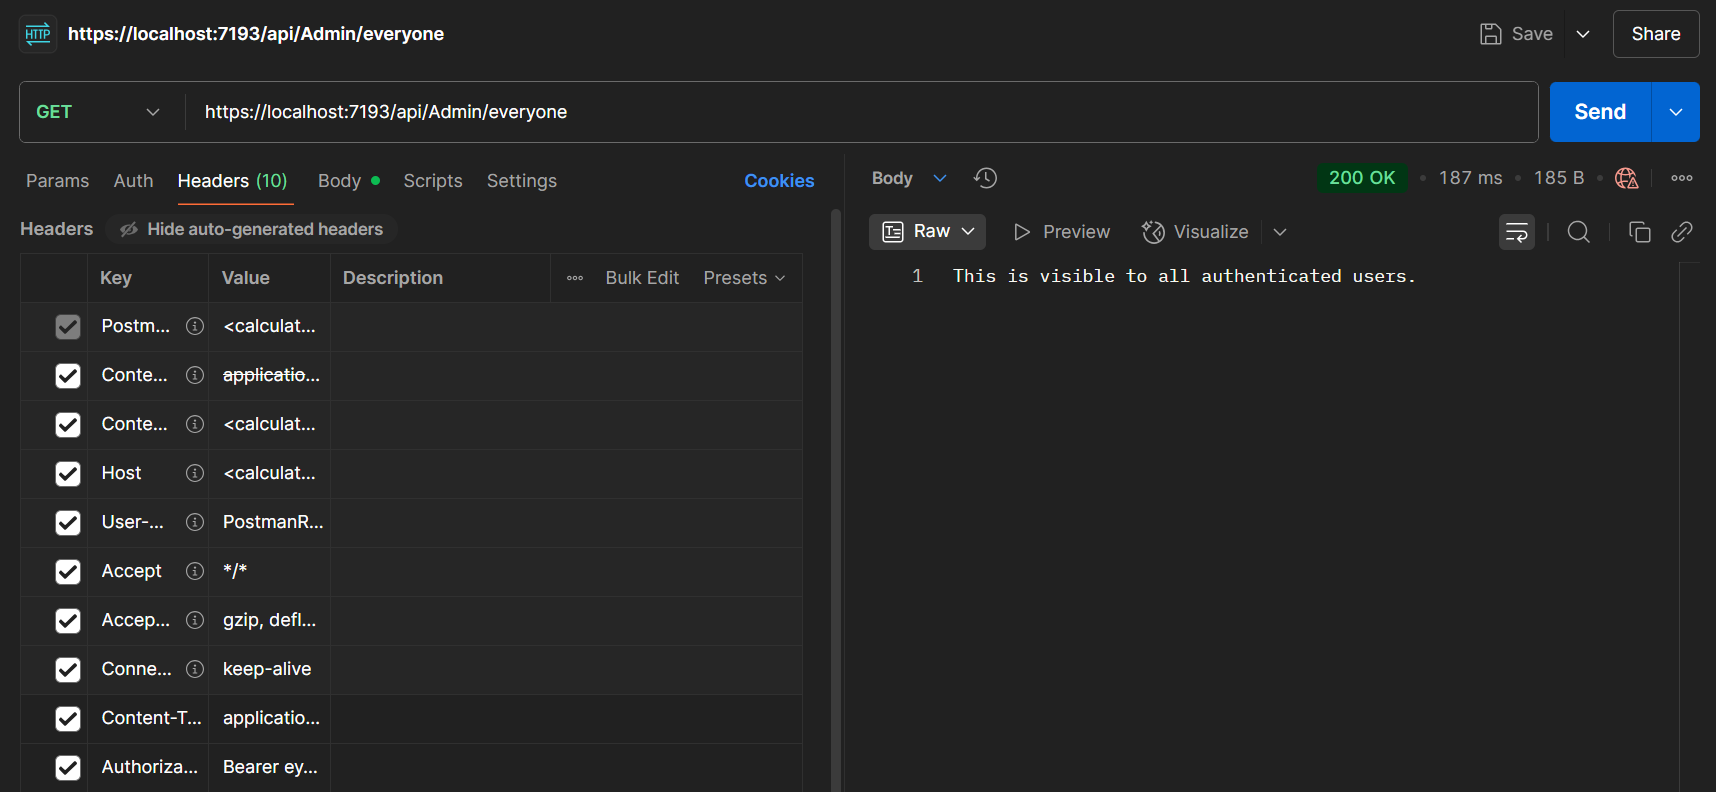 HTTP https://localhost:7193/api/Admin/everyone Save Share
GET https://localhost:7193/api/Admin/everyone Send
Params Auth Headers (10) Body Scripts Settings Cookies
Headers Hide auto-generated headers
Key Value Description Bulk Edit Presets
Postm... <calculat...
Conte... applicatio...
Conte... <calculat...
Host <calculat...
User-... PostmanR...
Accept */*
Accep... gzip, defl...
Conne... keep-alive
Content-T... applicatio...
Authoriza... Bearer ey...
Body 200 OK 187 ms 185 B
Raw Preview Visualize
1 This is visible to all authenticated users.